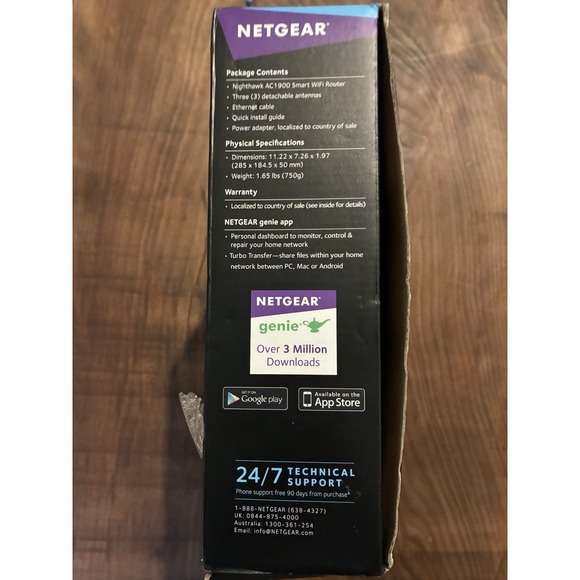 NETGEAR®
Package Contents
• Nighthawk AC1900 Smart WiFi Router
• Three (3) detachable antennas
• Ethernet cable
• Quick install guide
• Power adapter, localized to country of sale
Physical Specifications
• Dimensions: 11.22 x 7.26 x 1.97
(285 x 184.5 x 50 mm)
• Weight: 1.65 lbs (750g)
Warranty
• Localized to country of sale (see inside for details)
NETGEAR genie app
• Personal dashboard to monitor, control &
repair your home network
• Turbo Transfer—share files within your home
network between PC, Mac or Android
NETGEAR®
genie®
Over 3 Million
Downloads
GET IT ON
Google play
Available on the
App Store
24/7 TECHNICAL
SUPPORT
Phone support free 90 days from purchase*
1-888-NETGEAR (638-4327)
UK: 0844-875-4000
Australia: 1300-361-254
Email: info@NETGEAR.com